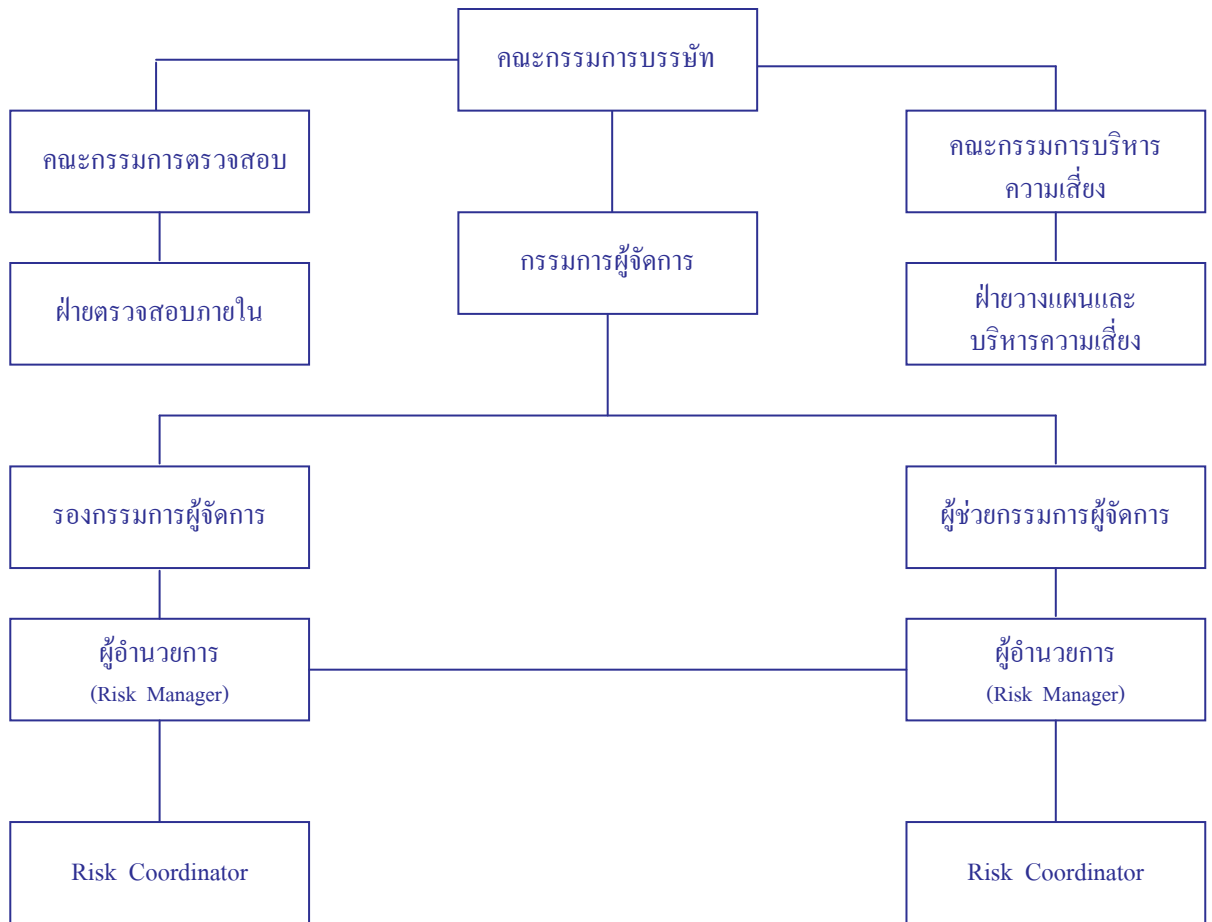 คณะกรรมการบรรษัท
คณะกรรมการตรวจสอบ
คณะกรรมการบริหาร
ความเสี่ยง
กรรมการผู้จัดการ
ฝ่ายตรวจสอบภายใน
ฝ่ายวางแผนและ
บริหารความเสี่ยง
รองกรรมการผู้จัดการ
ผู้ช่วยกรรมการผู้จัดการ
ผู้อำนวยการ
(Risk Manager)
ผู้อำนวยการ
(Risk Manager)
Risk Coordinator
Risk Coordinator